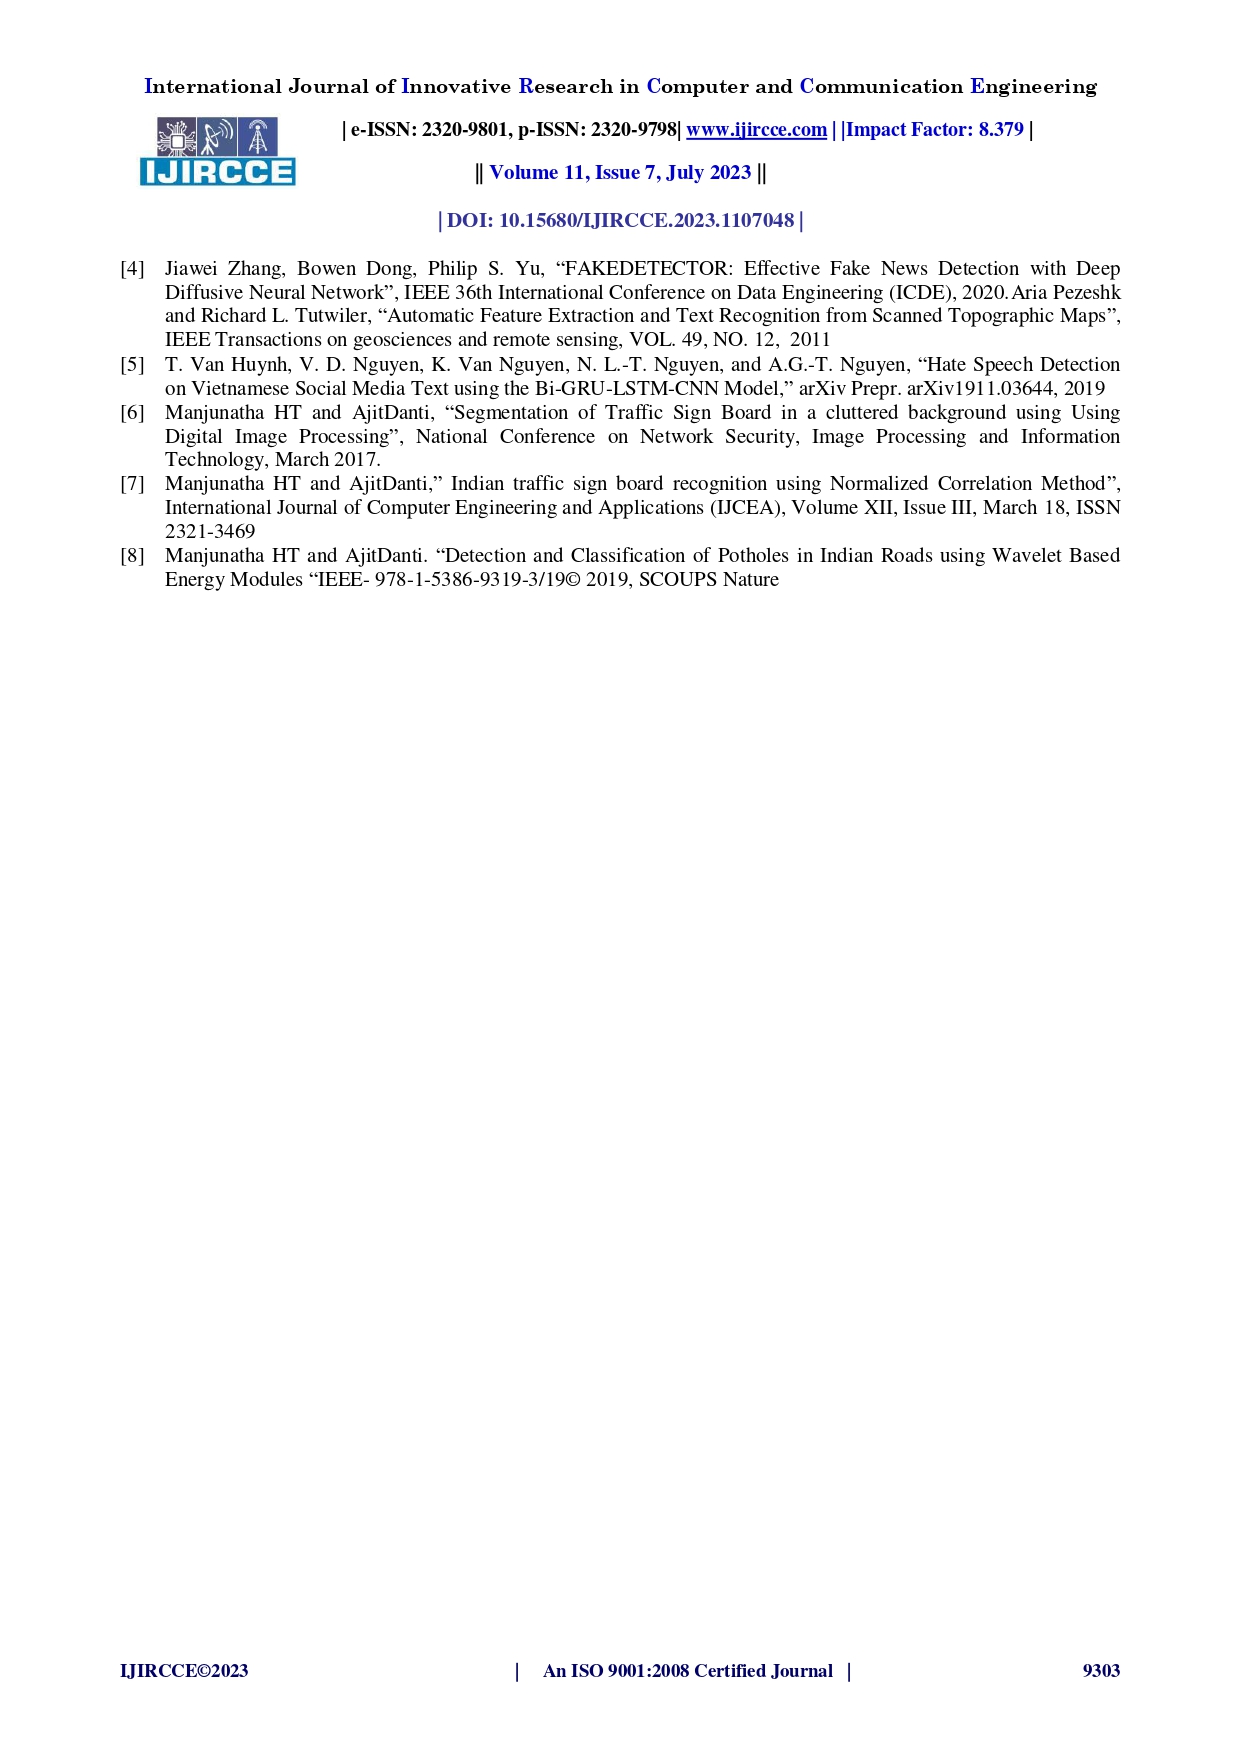 International Journal of Innovative Research in Computer and Communication Engineering
| e-ISSN: 2320-9801, p-ISSN: 2320-9798| www.ijircce.com | |Impact Factor: 8.379 |
IJIRCCE
|| Volume 11, Issue 7, July 2023 ||
| DOI: 10.15680/IJIRCCE.2023.1107048 |
[4] Jiawei Zhang, Bowen Dong, Philip S. Yu, “FAKEDETECTOR: Effective Fake News Detection with Deep
Diffusive Neural Network”, IEEE 36th International Conference on Data Engineering (ICDE), 2020.Aria Pezeshk
and Richard L. Tutwiler, “Automatic Feature Extraction and Text Recognition from Scanned Topographic Maps”,
IEEE Transactions on geosciences and remote sensing, VOL. 49, NO. 12, 2011
[5] T. Van Huynh, V. D. Nguyen, K. Van Nguyen, N. L.-T. Nguyen, and A.G.-T. Nguyen, “Hate Speech Detection
on Vietnamese Social Media Text using the Bi-GRU-LSTM-CNN Model,” arXiv Prepr. arXiv1911.03644, 2019
[6] Manjunatha HT and AjitDanti, “Segmentation of Traffic Sign Board in a cluttered background using Using
Digital Image Processing”, National Conference on Network Security, Image Processing and Information
Technology, March 2017.
[7] Manjunatha HT and AjitDanti,” Indian traffic sign board recognition using Normalized Correlation Method”,
International Journal of Computer Engineering and Applications (IJCEA), Volume XII, Issue III, March 18, ISSN
2321-3469
[8] Manjunatha HT and AjitDanti. “Detection and Classification of Potholes in Indian Roads using Wavelet Based
Energy Modules “IEEE- 978-1-5386-9319-3/19© 2019, SCOUPS Nature
IJIRCCE©2023 | An ISO 9001:2008 Certified Journal | 9303